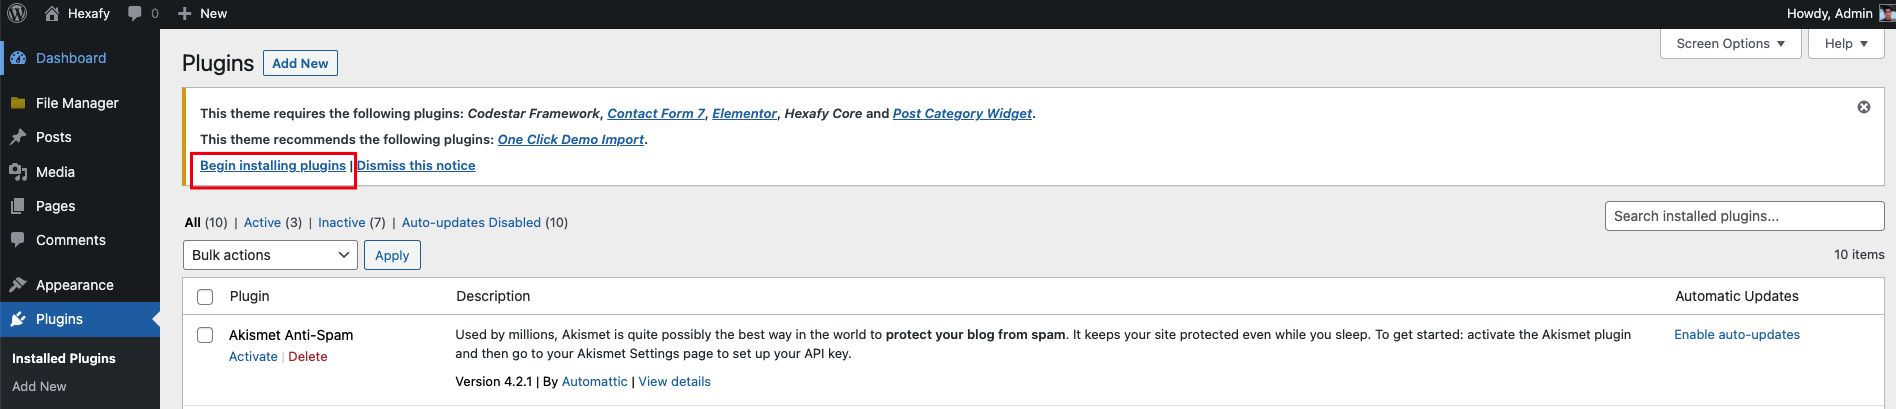 Hexafy 0 New Howdy, Admin
Dashboard
File Manager
Posts
Media
Pages
Comments
Appearance
Plugins
Installed Plugins
Add New
Screen Options Help
Plugins Add New
This theme requires the following plugins: Codestar Framework, Contact Form 7, Elementor, Hexafy Core and Post Category Widget.
This theme recommends the following plugins: One Click Demo Import.
Begin installing plugins | Dismiss this notice
All (10) | Active (3) | Inactive (7) | Auto-updates Disabled (10)
Search installed plugins...
Bulk actions Apply
10 items
Plugin Description Automatic Updates
Akismet Anti-Spam
Activate | Delete
Used by millions, Akismet is quite possibly the best way in the world to protect your blog from spam. It keeps your site protected even while you sleep. To get started: activate the Akismet plugin
and then go to your Akismet Settings page to set up your API key.
Version 4.2.1 | By Automattic | View details
Enable auto-updates